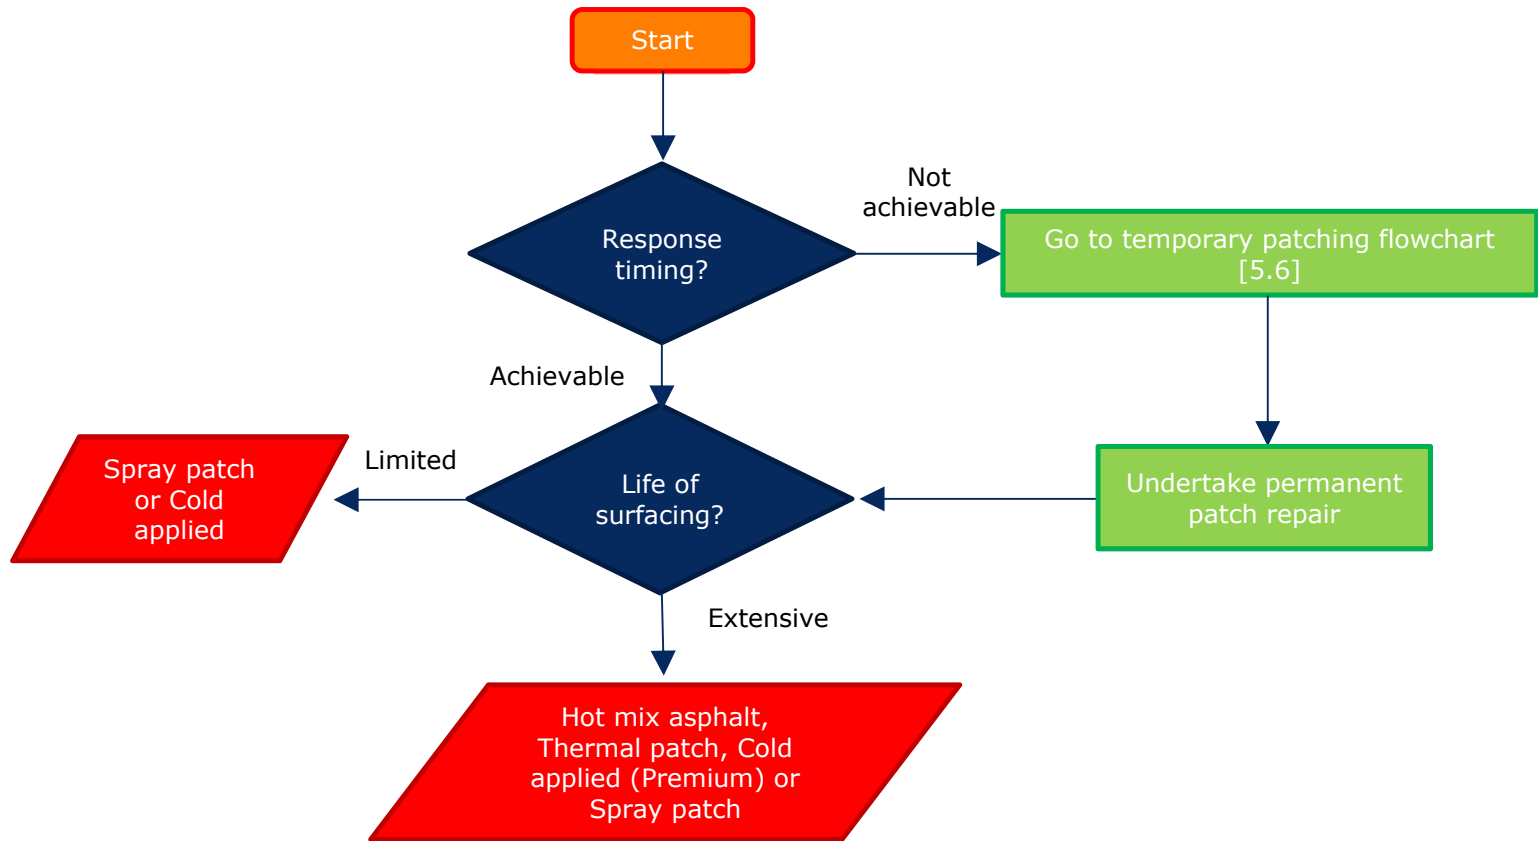 Start
Not
achievable
Response
timing?
Go to temporary patching flowchart
[5.6]
Achievable
Spray patch
or Cold
applied
Limited
Life of
surfacing?
Undertake permanent
patch repair
Extensive
Hot mix asphalt,
Thermal patch, Cold
applied (Premium) or
Spray patch